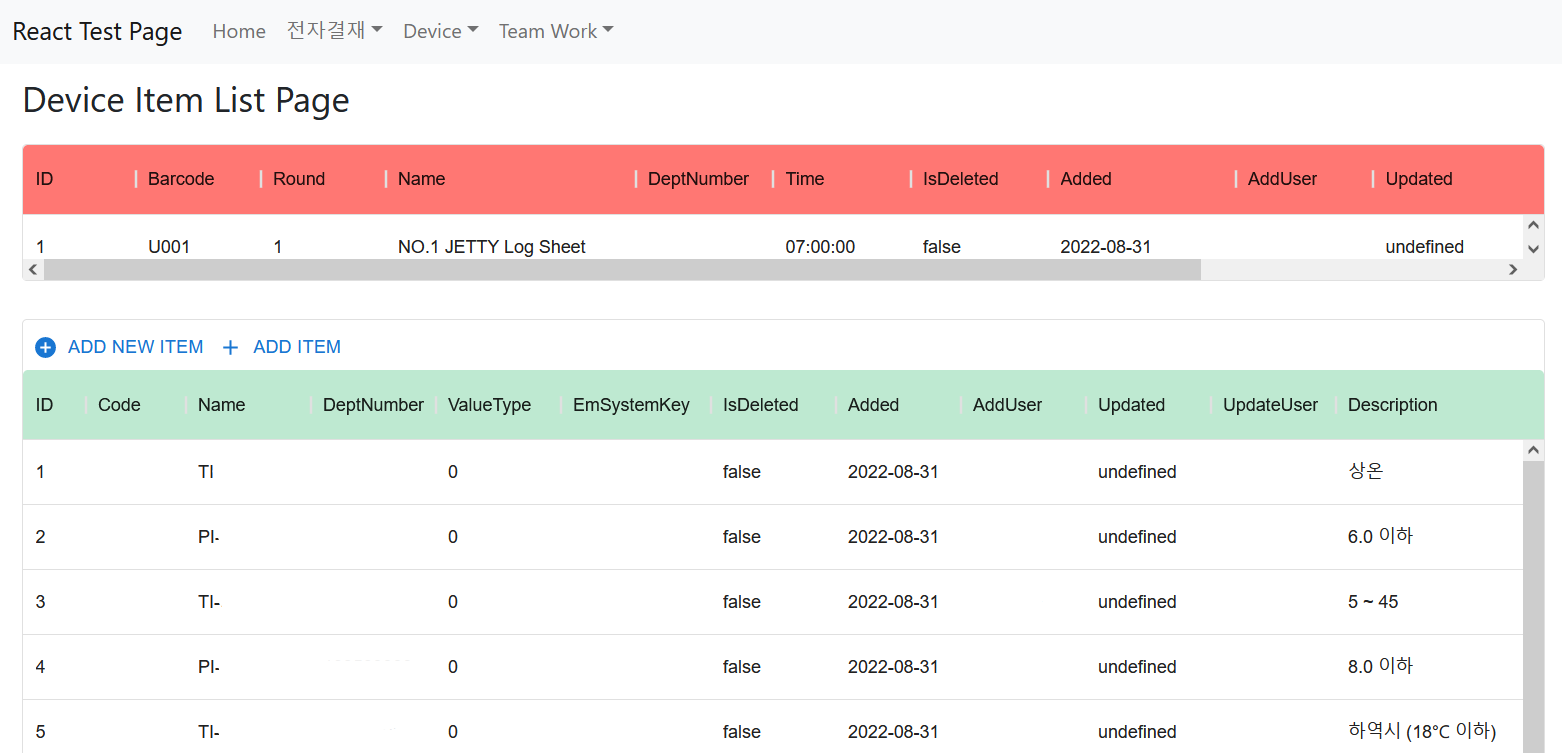 React Test Page Home 전자결재 Device Team Work
Device Item List Page
ID Barcode Round Name DeptNumber Time IsDeleted Added AddUser Updated
1 U001 1 NO.1 JETTY Log Sheet 07:00:00 false 2022-08-31 undefined
ADD NEW ITEM ADD ITEM
ID Code Name DeptNumber ValueType EmSystemKey IsDeleted Added AddUser Updated UpdateUser Description
1 TI 0 false 2022-08-31 undefined 상온
2 PI- 0 false 2022-08-31 undefined 6.0 이하
3 TI- 0 false 2022-08-31 undefined 5 ~ 45
4 PI- 0 false 2022-08-31 undefined 8.0 이하
5 TI- 0 false 2022-08-31 undefined 하역시 (18℃ 이하)